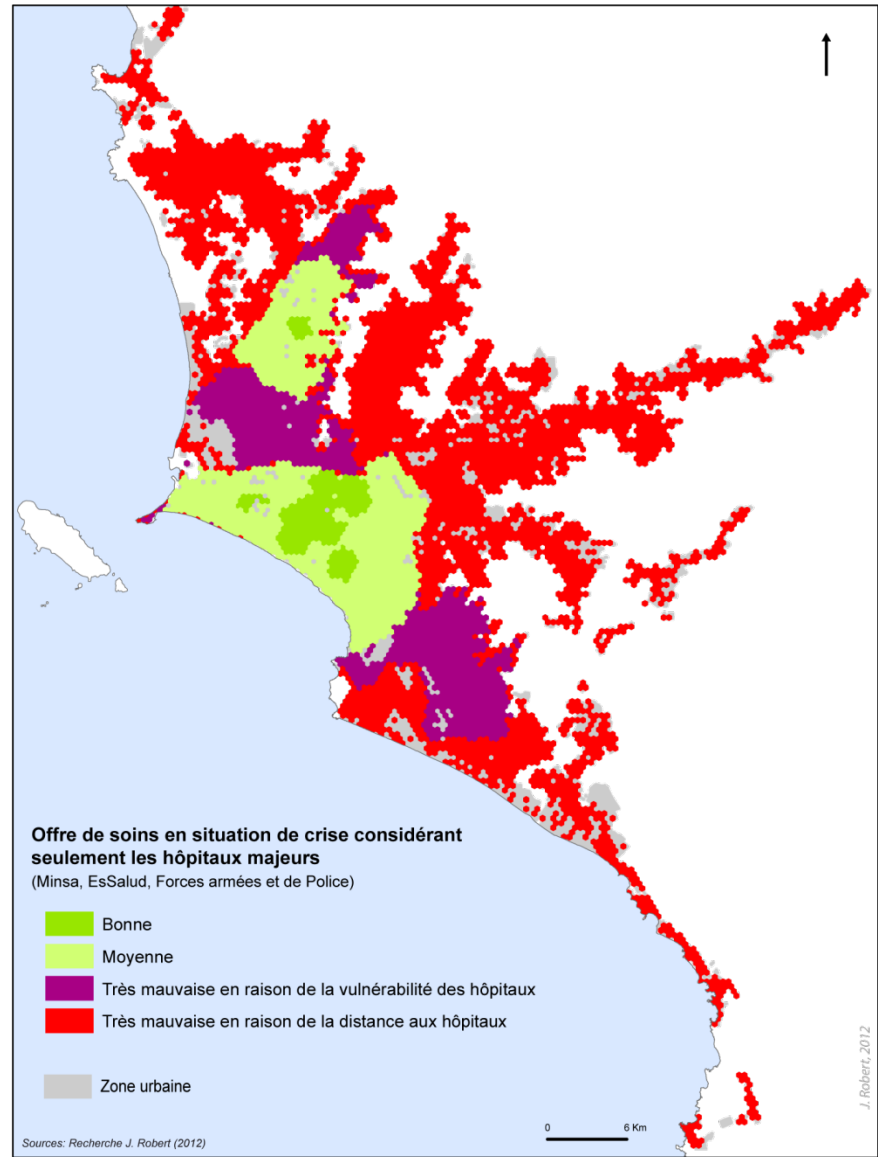 Offre de soins en situation de crise considérant
seulement les hôpitaux majeurs
(Minsa, EsSalud, Forces armées et de Police)
Bonne
Moyenne
Très mauvaise en raison de la vulnérabilité des hôpitaux
Très mauvaise en raison de la distance aux hôpitaux
Zone urbaine
0 6 Km
Sources: Recherche J. Robert (2012)
J. Robert, 2012